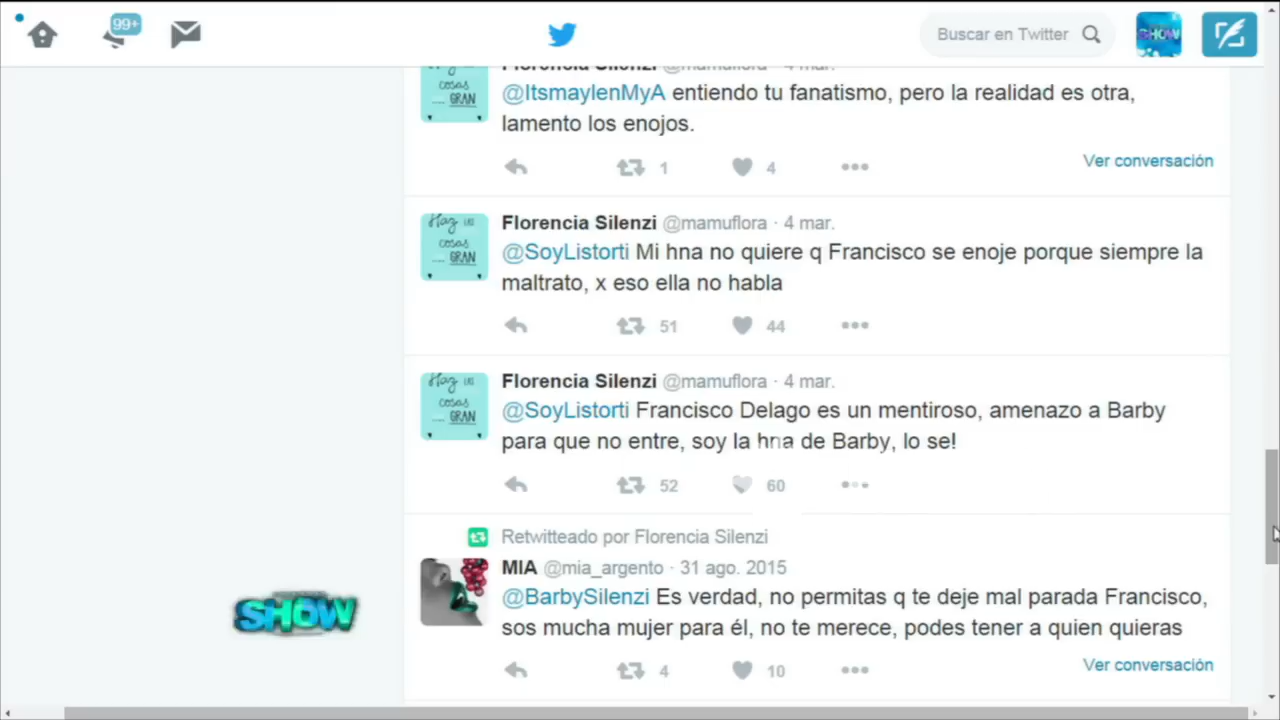 99+
Buscar en Twitter
SHOW
Florencia Silenzi @mamuflora · 4 mar.
@ItsmaylenMyA entiendo tu fanatismo, pero la realidad es otra,
lamento los enojos.
1 4
Ver conversación
Haz las
cosas
GRAN
Florencia Silenzi @mamuflora · 4 mar.
@SoyListorti Mi hna no quiere q Francisco se enoje porque siempre la
maltrato, x eso ella no habla
51 44
Haz las
cosas
GRAN
Florencia Silenzi @mamuflora · 4 mar.
@SoyListorti Francisco Delago es un mentiroso, amenazo a Barby
para que no entre, soy la hna de Barby, lo se!
52 60
Haz las
cosas
GRAN
Retwitteado por Florencia Silenzi
MIA @mia_argento · 31 ago. 2015
@BarbySilenzi Es verdad, no permitas q te deje mal parada Francisco,
sos mucha mujer para él, no te merece, podes tener a quien quieras
4 10
Ver conversación
SHOW